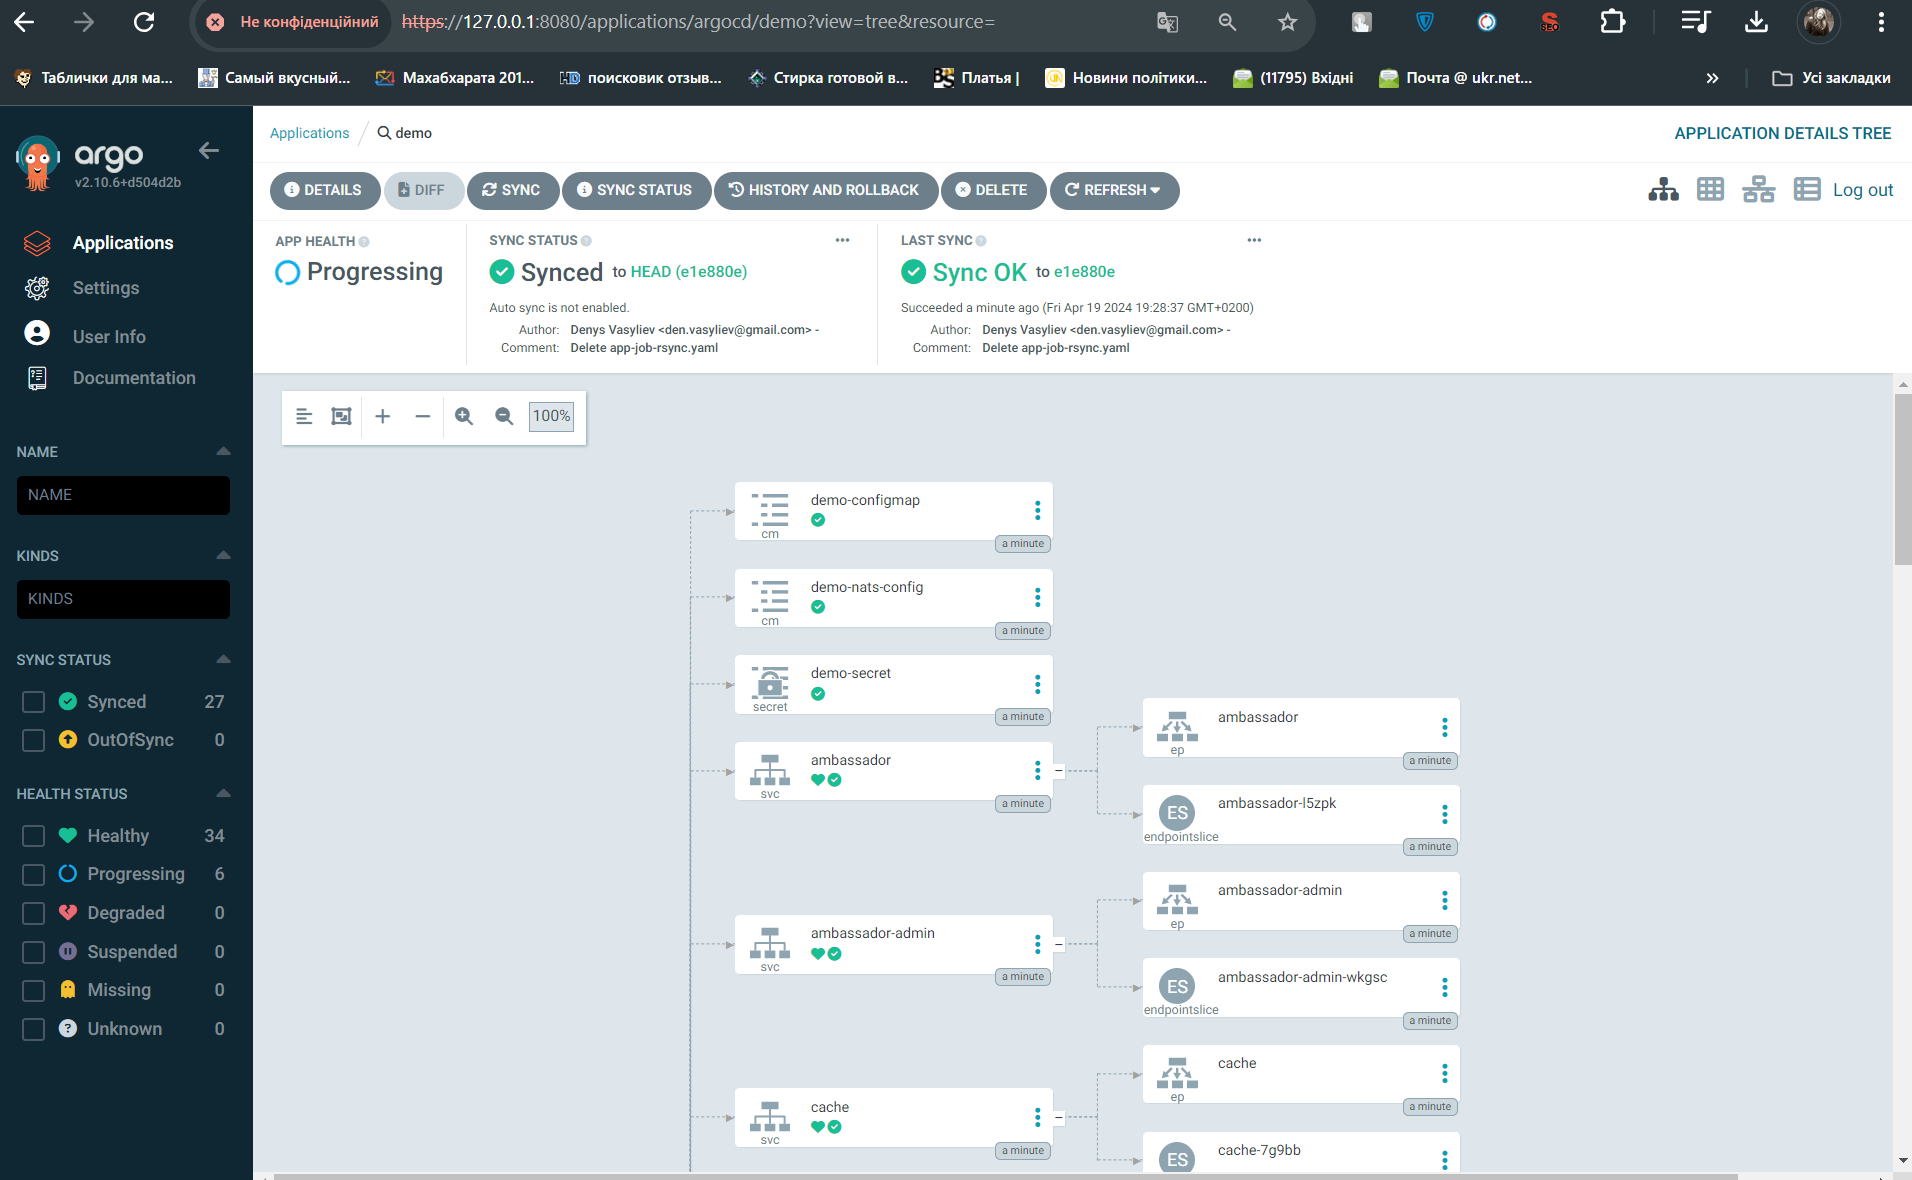 Не конфіденційний
https://127.0.0.1:8080/applications/argocd/demo?view=tree&resource=
Таблички для ма...
Самый вкусный...
Махабхарата 201...
поисковик отзыв...
Стирка готовой в...
Платья |
Новини політики...
(11795) Вхідні
Почта @ ukr.net...
»
Усі закладки
argo
v2.10.6+d504d2b
Applications
Settings
User Info
Documentation
NAME
NAME
KINDS
KINDS
SYNC STATUS
Synced 27
OutOfSync 0
HEALTH STATUS
Healthy 34
Progressing 6
Degraded 0
Suspended 0
Missing 0
Unknown 0
Applications / demo
APPLICATION DETAILS TREE
DETAILS
DIFF
SYNC
SYNC STATUS
HISTORY AND ROLLBACK
DELETE
REFRESH
Log out
APP HEALTH
Progressing
SYNC STATUS
Synced to HEAD (e1e880e)
Auto sync is not enabled.
Author: Denys Vasyliev <den.vasyliev@gmail.com> -
Comment: Delete app-job-rsync.yaml
LAST SYNC
Sync OK to e1e880e
Succeeded a minute ago (Fri Apr 19 2024 19:28:37 GMT+0200)
Author: Denys Vasyliev <den.vasyliev@gmail.com> -
Comment: Delete app-job-rsync.yaml
100%
demo-configmap
cm
a minute
demo-nats-config
cm
a minute
demo-secret
secret
a minute
ambassador
svc
a minute
ambassador
ep
a minute
ES
ambassador-l5zpk
endpointslice
a minute
ambassador-admin
svc
a minute
ambassador-admin
ep
a minute
ES
ambassador-admin-wkgsc
endpointslice
a minute
cache
svc
a minute
cache
ep
a minute
ES
cache-7g9bb